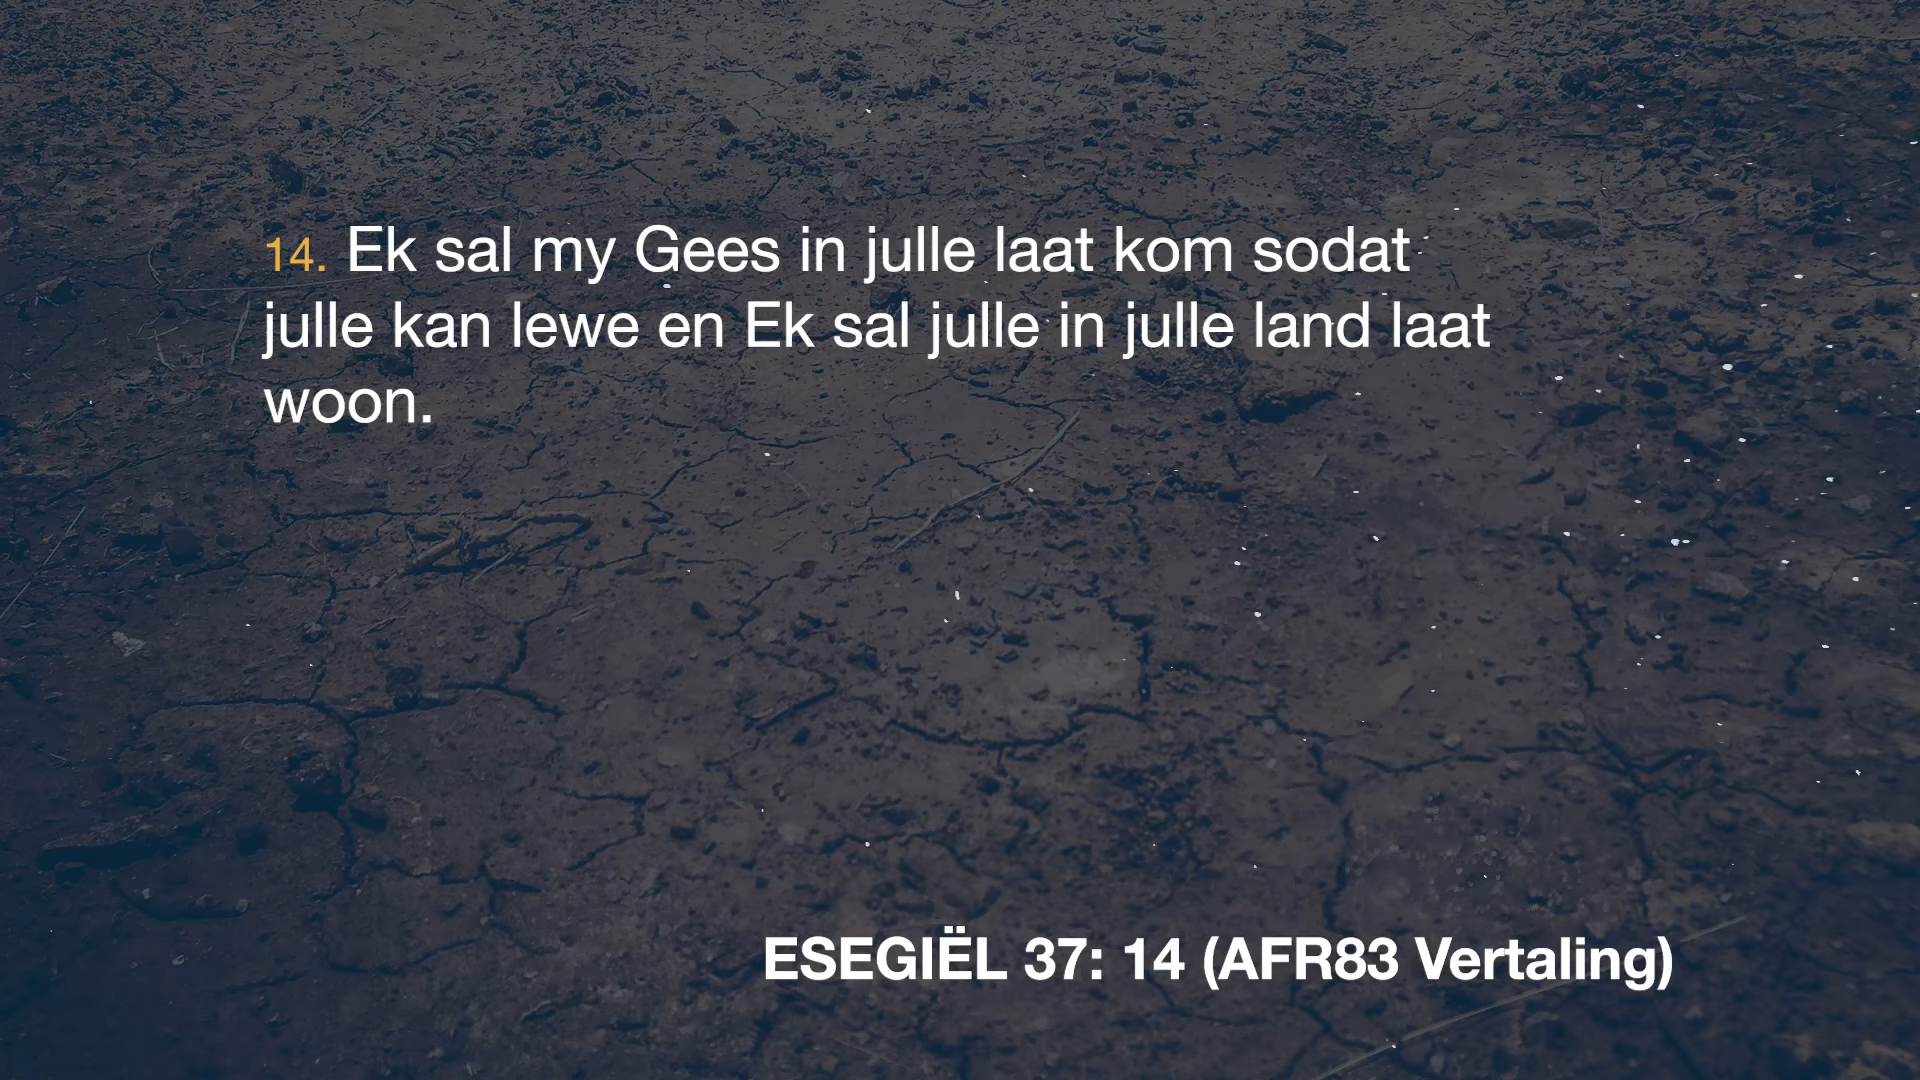 14. Ek sal my Gees in julle laat kom sodat
julle kan lewe en Ek sal julle in julle land laat
woon.
ESEGIËL 37: 14 (AFR83 Vertaling)